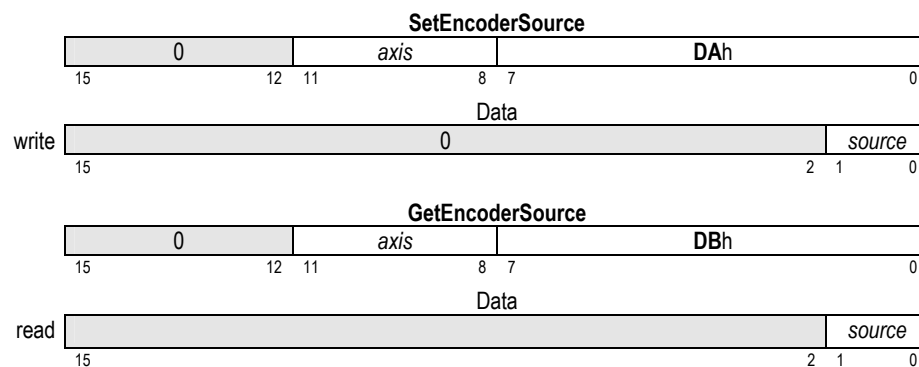 SetEncoderSource
0 axis DAh
15 12 11 8 7 0
Data
write 0 source
15 2 1 0
GetEncoderSource
0 axis DBh
15 12 11 8 7 0
Data
read source
15 2 1 0